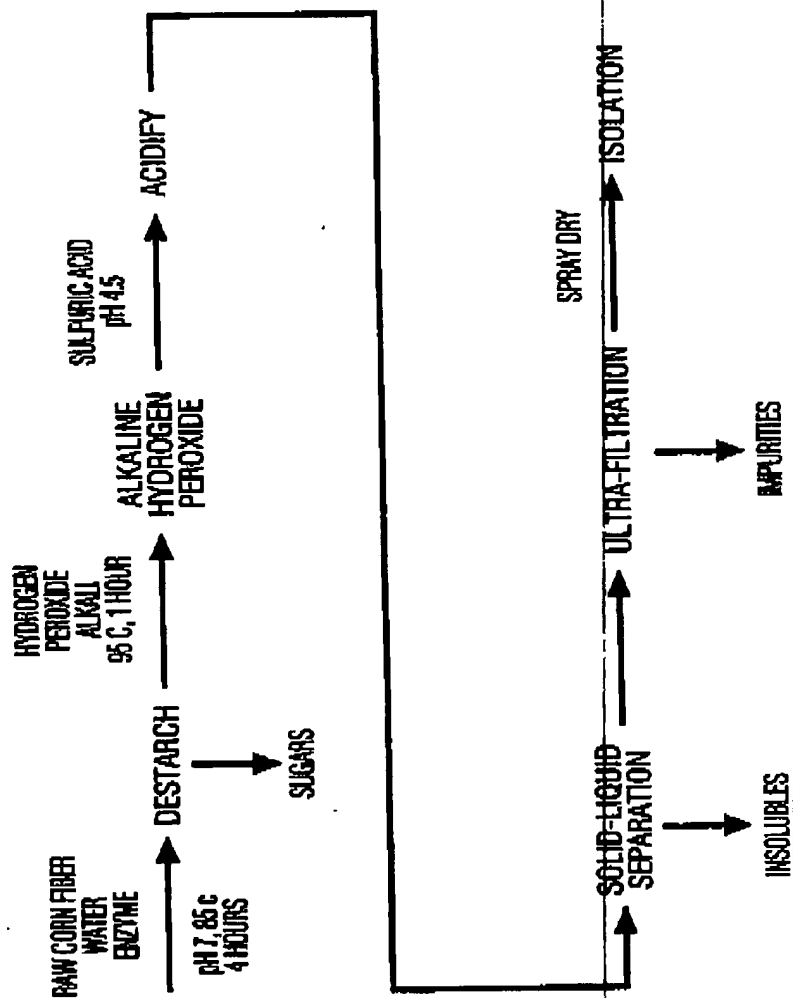 RAW CORN FIBER
WATER
ENZYME
pH 7, 85 c
4 HOURS
DESTARCH
SUGARS
HYDROGEN
PEROXIDE
ALKALI
95 C, 1 HOUR
ALKALINE
HYDROGEN
PEROXIDE
SULFURIC ACID
pH 4.5
ACIDIFY
SOLID-LIQUID
SEPARATION
INSOLUBLES
ULTRA-FILTRATION
IMPURITIES
SPRAY DRY
ISOLATION